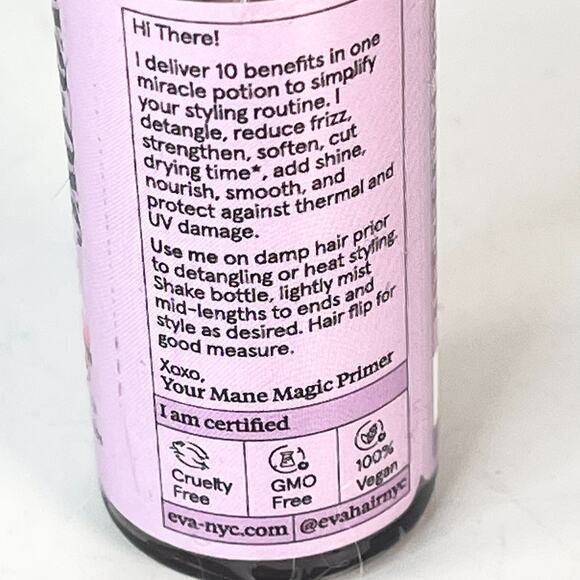 Hi There!
I deliver 10 benefits in one
miracle potion to simplify
your styling routine. I
detangle, reduce frizz,
strengthen, soften, cut
drying time*, add shine,
nourish, smooth, and
protect against thermal and
UV damage.
Use me on damp hair prior
to detangling or heat styling.
Shake bottle, lightly mist
mid-lengths to ends and
style as desired. Hair flip for
good measure.
Xoxo,
Your Mane Magic Primer
I am certified
Cruelty
Free
GMO
Free
100%
Vegan
eva-nyc.com
@evahairnyc